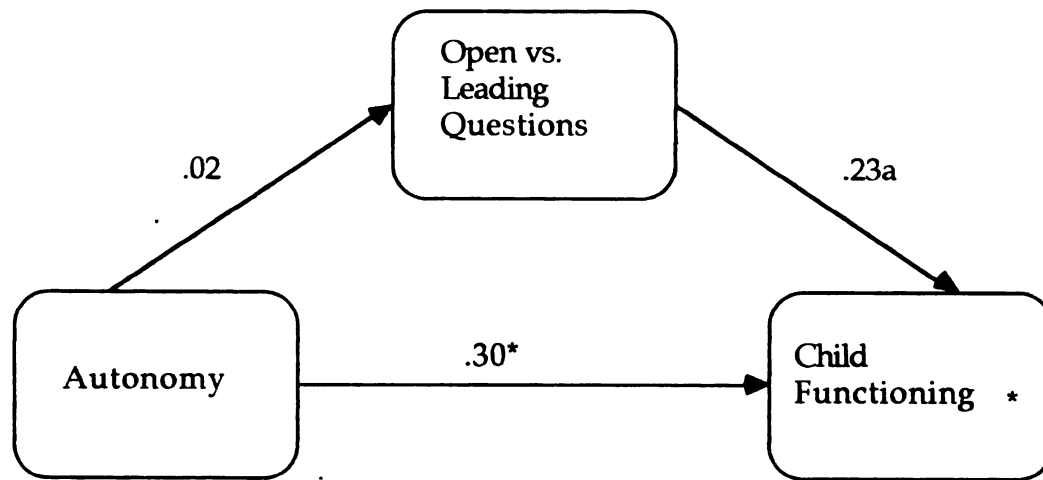 Open vs.
Leading
Questions
.02
.23a
Autonomy
.30*
Child
Functioning *